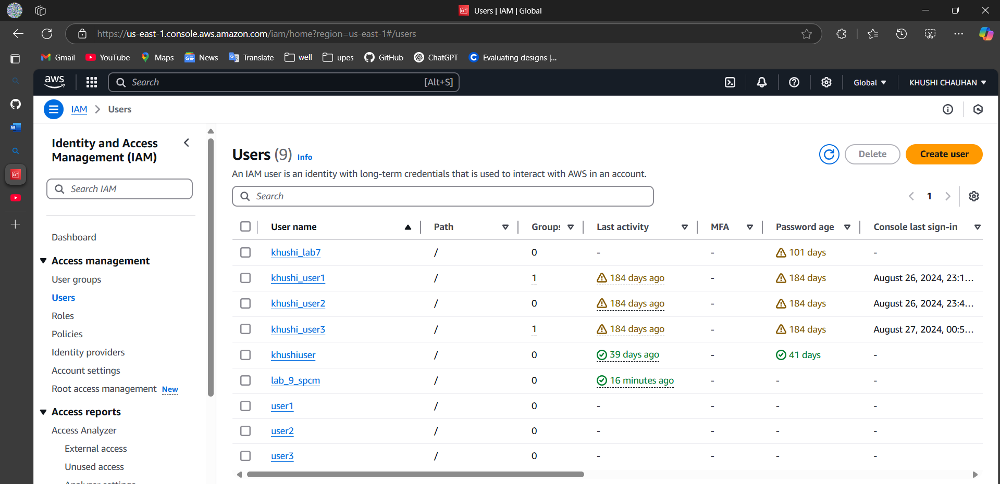 Users | IAM | Global
https://us-east-1.console.aws.amazon.com/iam/home?region=us-east-1#/users
Gmail YouTube Maps News Translate well upes GitHub ChatGPT Evaluating designs |...
aws Search [Alt+S] Global KHUSHI CHAUHAN
IAM Users
Identity and Access Management (IAM)
Search IAM
Dashboard
Access management
User groups
Users
Roles
Policies
Identity providers
Account settings
Root access management New
Access reports
Access Analyzer
External access
Unused access
Analyzer settings
Users (9) Info
Delete Create user
An IAM user is an identity with long-term credentials that is used to interact with AWS in an account.
Search
1
User name Path Groups Last activity MFA Password age Console last sign-in
khushi_lab7 / 0 - - 101 days -
khushi_user1 / 1 184 days ago - 184 days August 26, 2024, 23:1...
khushi_user2 / 0 184 days ago - 184 days August 26, 2024, 23:4...
khushi_user3 / 1 184 days ago - 184 days August 27, 2024, 00:5...
khushiuser / 0 39 days ago - 41 days -
lab_9_spcm / 0 16 minutes ago - - -
user1 / 0 - - - -
user2 / 0 - - - -
user3 / 0 - - - -